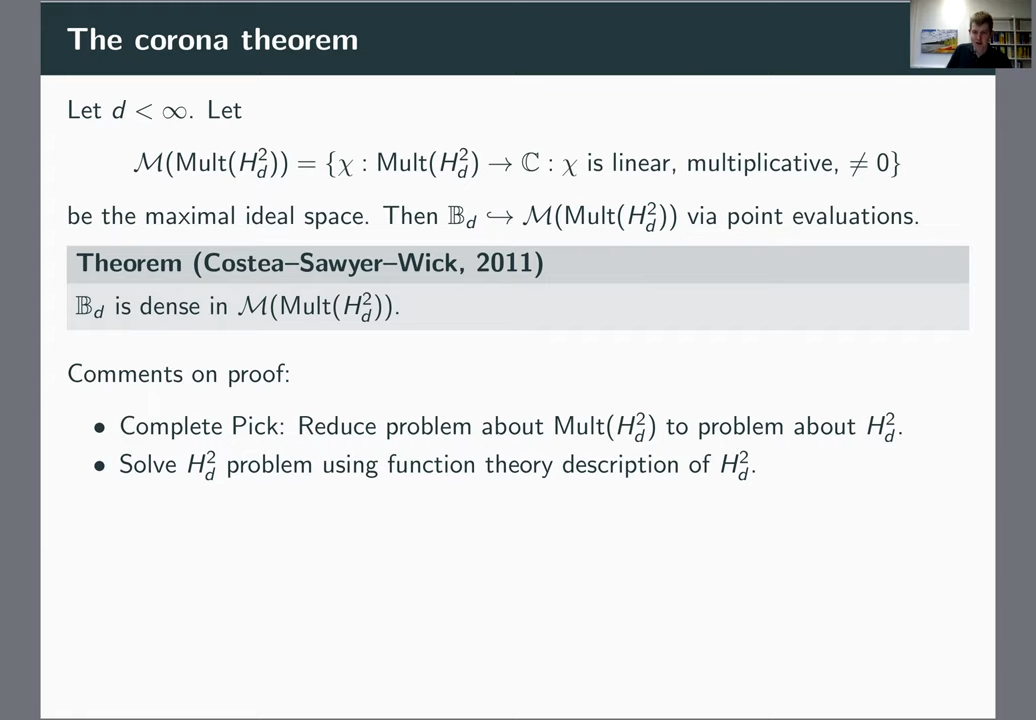 The corona theorem
Let d < ∞. Let
ℳ(Mult(H²_d)) = {χ : Mult(H²_d) → ℂ : χ is linear, multiplicative, ≠ 0}
be the maximal ideal space. Then 𝔹_d ↪ ℳ(Mult(H²_d)) via point evaluations.
Theorem (Costea–Sawyer–Wick, 2011)
𝔹_d is dense in ℳ(Mult(H²_d)).
Comments on proof:
• Complete Pick: Reduce problem about Mult(H²_d) to problem about H²_d.
• Solve H²_d problem using function theory description of H²_d.